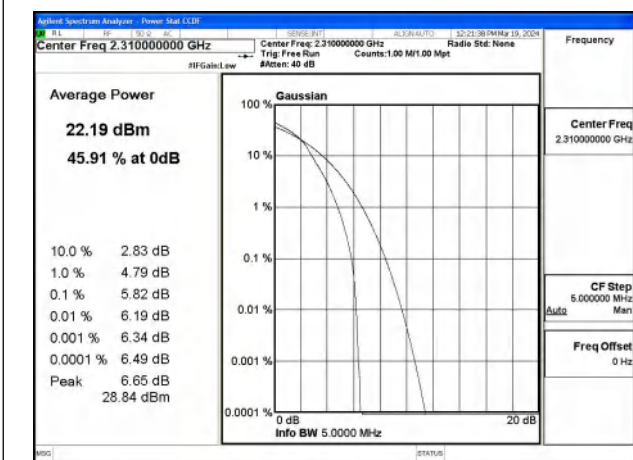 Agilent Spectrum Analyzer - Power Stat CCDF
RL RF 50 Ω AC SENSE:INT ALIGNAUTO 12:21:38 PM Mar 19, 2024
Center Freq 2.310000000 GHz
Center Freq: 2.310000000 GHz
Radio Std: None
Trig: Free Run
Counts:1.00 M/1.00 Mpt
#IFGain:Low
#Atten: 40 dB
Frequency
Average Power
22.19 dBm
45.91 % at 0dB
10.0 % 2.83 dB
1.0 % 4.79 dB
0.1 % 5.82 dB
0.01 % 6.19 dB
0.001 % 6.34 dB
0.0001 % 6.49 dB
Peak 6.65 dB
28.84 dBm
Gaussian
100 %
10 %
1 %
0.1 %
0.01 %
0.001 %
0.0001 %
0 dB
20 dB
Info BW 5.0000 MHz
Center Freq
2.310000000 GHz
CF Step
5.000000 MHz
Auto Man
Freq Offset
0 Hz
MSG
STATUS